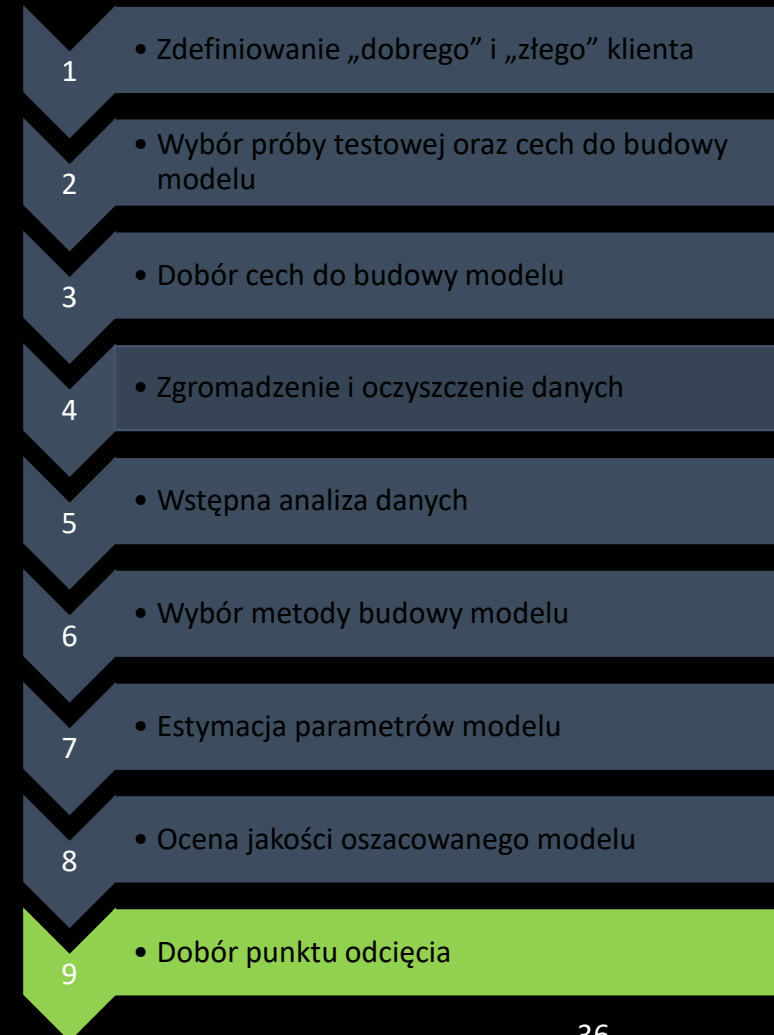 1
• Zdefiniowanie „dobrego” i „złego” klienta
2
• Wybór próby testowej oraz cech do budowy
modelu
3
• Dobór cech do budowy modelu
4
• Zgromadzenie i oczyszczenie danych
5
• Wstępna analiza danych
6
• Wybór metody budowy modelu
7
• Estymacja parametrów modelu
8
• Ocena jakości oszacowanego modelu
9
• Dobór punktu odcięcia
36